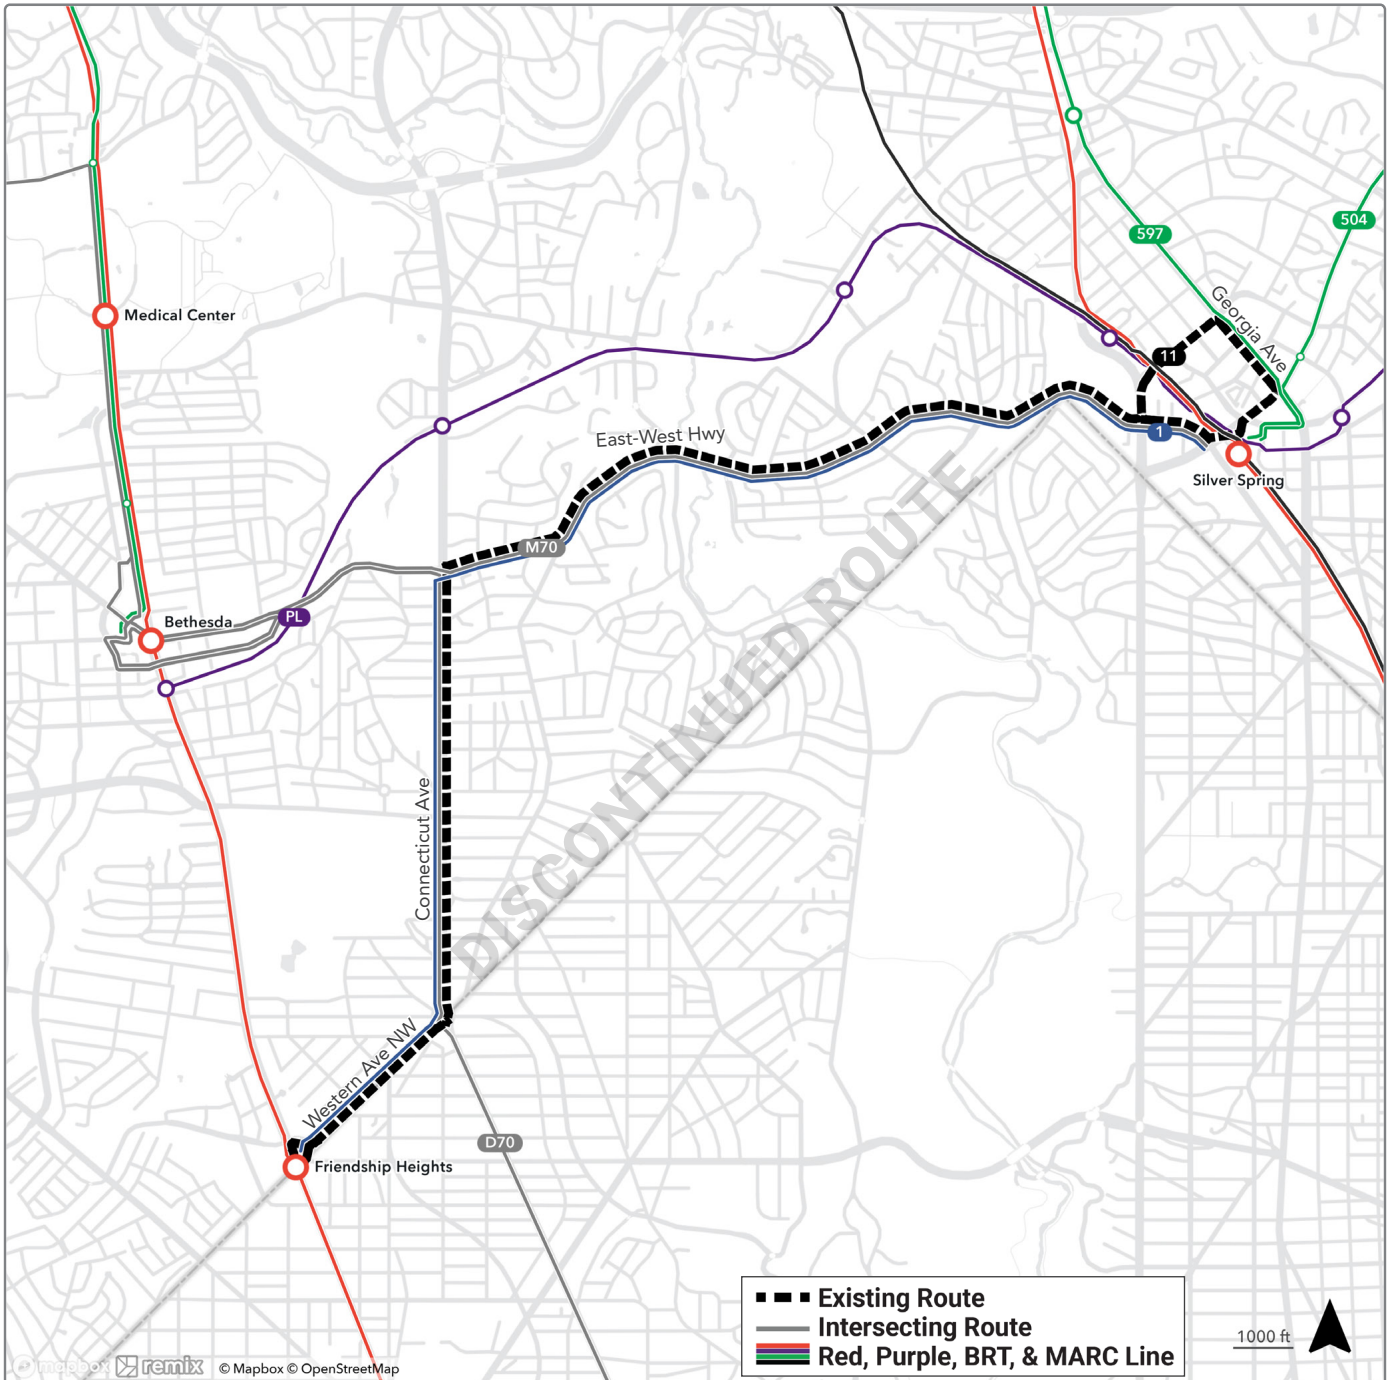 504
597
Georgia Ave
Medical Center
11
1
East-West Hwy
Silver Spring
M70
PL
Bethesda
DISCONTINUED ROUTE
Connecticut Ave
Western Ave NW
D70
Friendship Heights
Existing Route
Intersecting Route
Red, Purple, BRT, & MARC Line
1000 ft
mapbox remix © Mapbox © OpenStreetMap